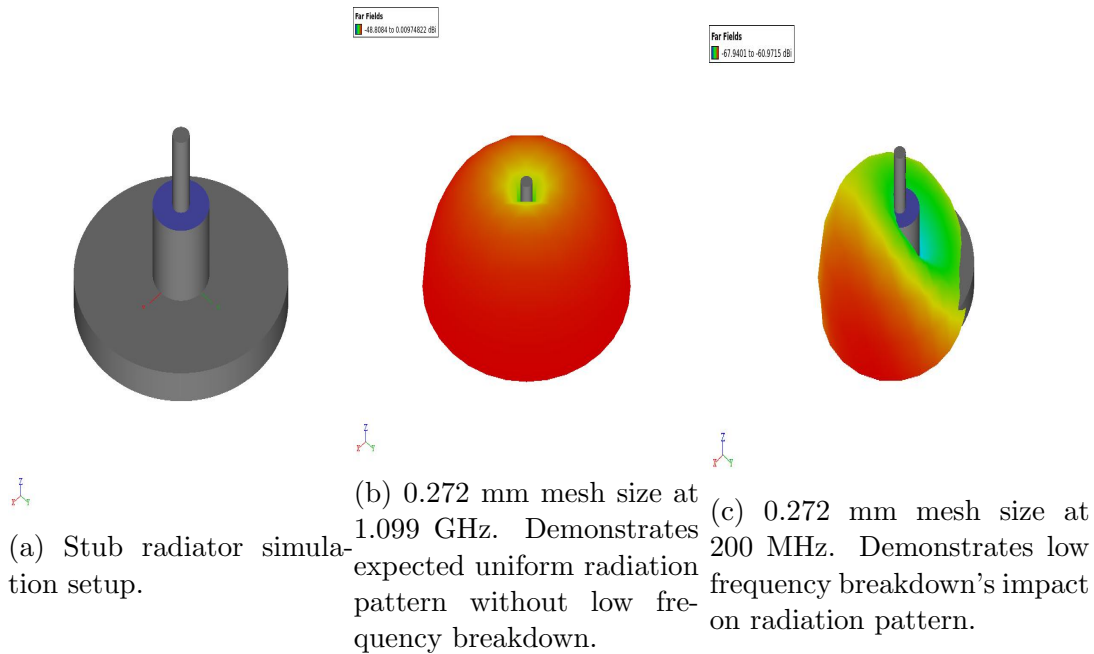 Far Fields
-48.8084 to 0.00974822 dBi
Far Fields
-67.9401 to -60.9715 dBi
Z
X
Y
Z
X
Y
Z
X
Y
(a) Stub radiator simula-
tion setup.
(b) 0.272 mm mesh size at
1.099 GHz. Demonstrates
expected uniform radiation
pattern without low fre-
quency breakdown.
(c) 0.272 mm mesh size at
200 MHz. Demonstrates low
frequency breakdown's impact
on radiation pattern.